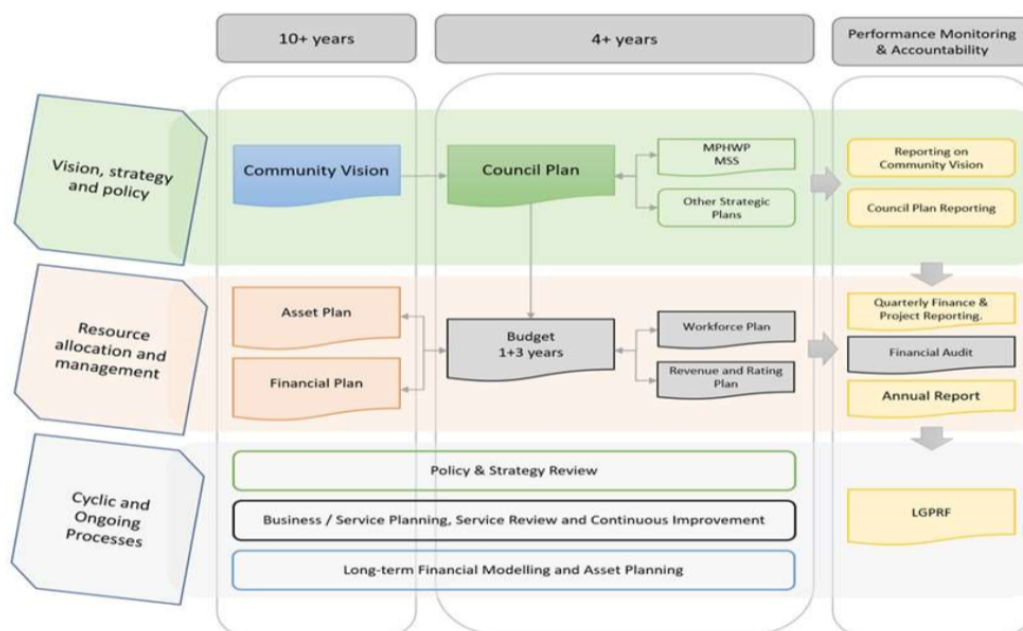 10+ years
4+ years
Performance Monitoring
& Accountability
Vision, strategy
and policy
Community Vision
Council Plan
MPHWP
MSS
Other Strategic
Plans
Reporting on
Community Vision
Council Plan Reporting
Resource
allocation and
management
Asset Plan
Financial Plan
Budget
1+3 years
Workforce Plan
Revenue and Rating
Plan
Quarterly Finance &
Project Reporting.
Financial Audit
Annual Report
Cyclic and
Ongoing
Processes
Policy & Strategy Review
Business / Service Planning, Service Review and Continuous Improvement
Long-term Financial Modelling and Asset Planning
LGPRF